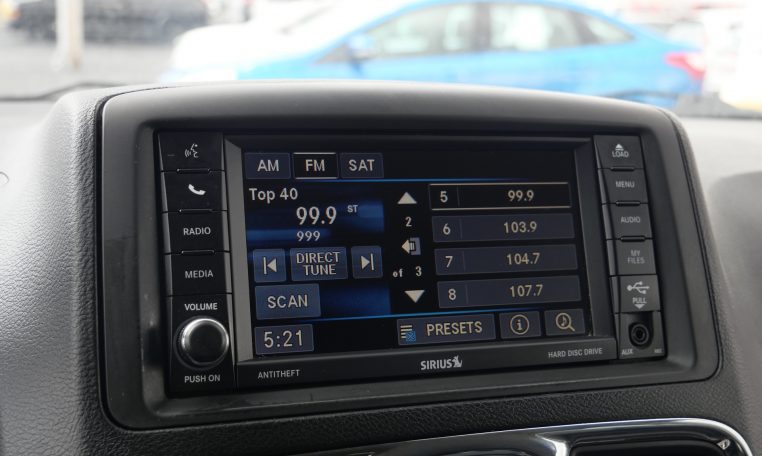 AM FM SAT
Top 40
99.9 ST
999
DIRECT TUNE
SCAN
5:21
2
of 3
5 99.9
6 103.9
7 104.7
8 107.7
PRESETS
RADIO
MEDIA
VOLUME
PUSH ON
ANTITHEFT
SIRIUS
HARD DISC DRIVE
LOAD
MENU
AUDIO
MY FILES
PULL
AUX